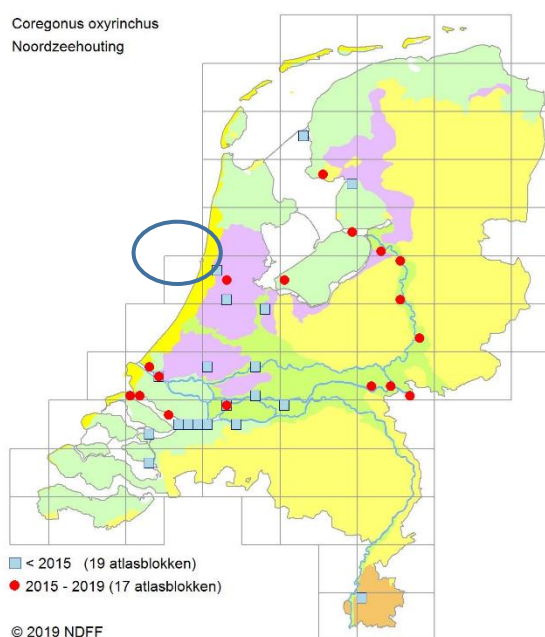 Coregonus oxyrinchus
Noordzeehouting
< 2015 (19 atlasblokken)
2015 - 2019 (17 atlasblokken)
© 2019 NDFF